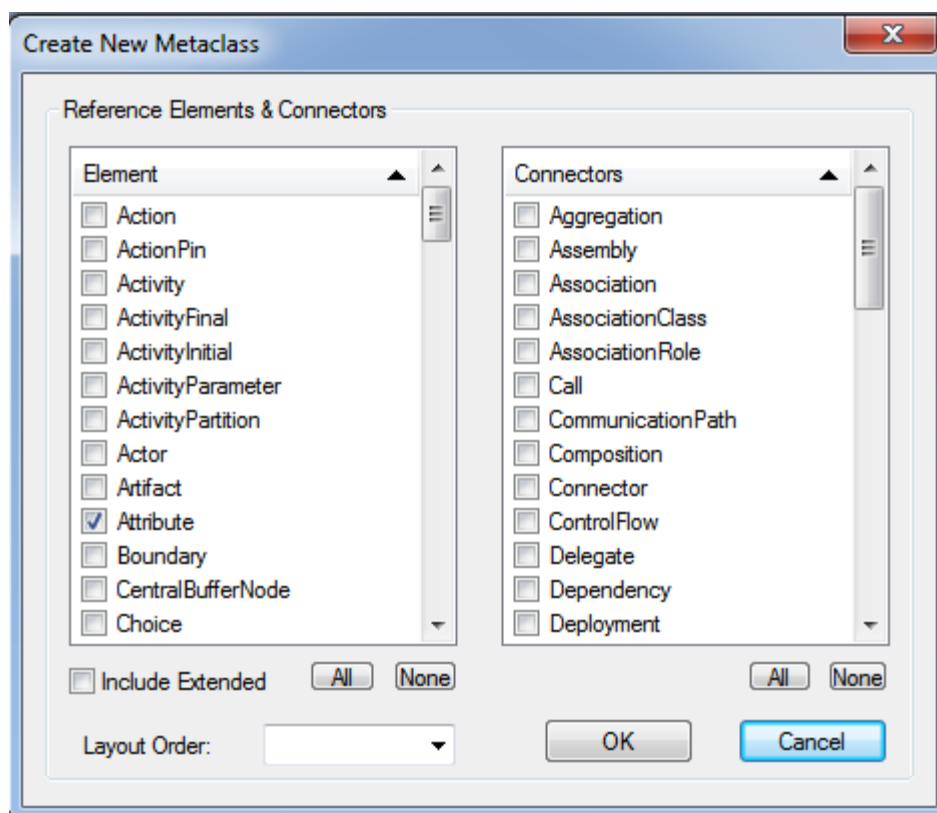 Create New Metaclass
Reference Elements & Connectors
Element
Action
ActionPin
Activity
ActivityFinal
ActivityInitial
ActivityParameter
ActivityPartition
Actor
Artifact
Attribute
Boundary
CentralBufferNode
Choice
Connectors
Aggregation
Assembly
Association
AssociationClass
AssociationRole
Call
CommunicationPath
Composition
Connector
ControlFlow
Delegate
Dependency
Deployment
Include Extended
All
None
All
None
Layout Order:
OK
Cancel